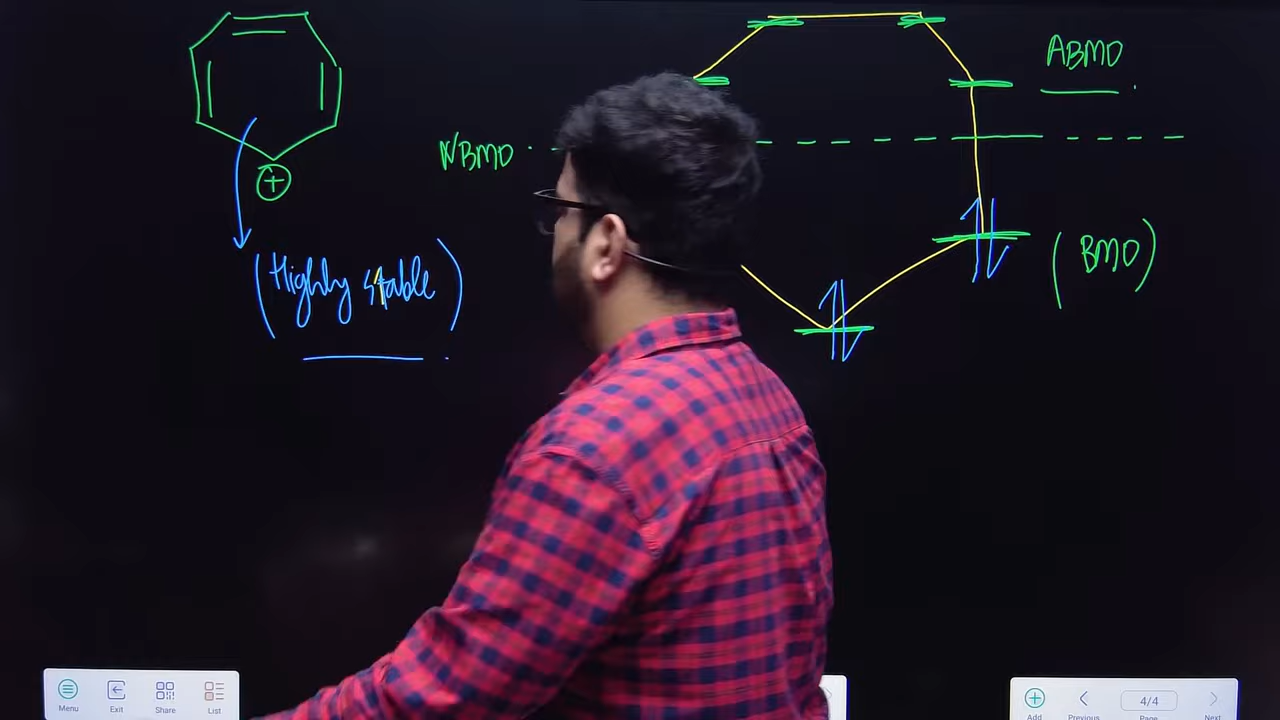 ABMO
NBMO
+
(BMO)
(Highly stable)
Menu
Exit
Share
List
Add
Previous
4/4
Page
Next